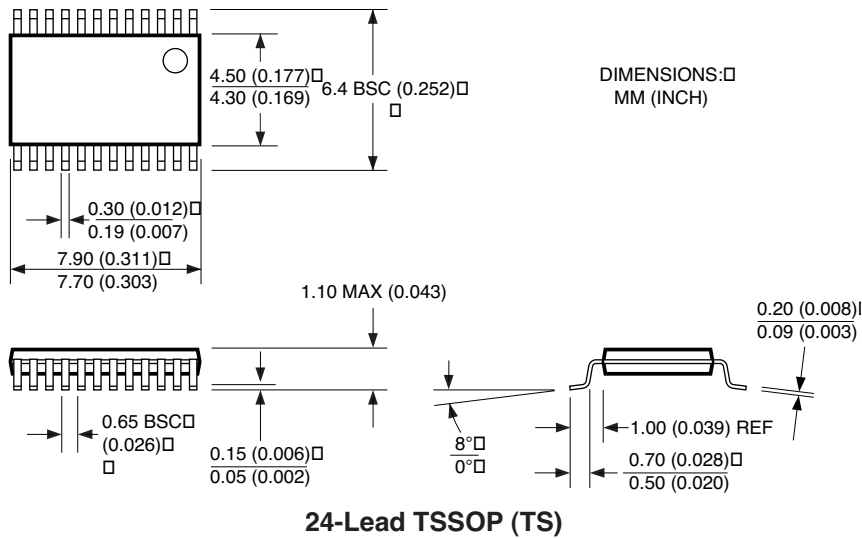 4.50 (0.177)□
4.30 (0.169)
6.4 BSC (0.252)□
□
DIMENSIONS:□
MM (INCH)
0.30 (0.012)□
0.19 (0.007)
7.90 (0.311)□
7.70 (0.303)
1.10 MAX (0.043)
0.20 (0.008)□
0.09 (0.003)
0.65 BSC□
(0.026)□
□
0.15 (0.006)□
0.05 (0.002)
8°□
0°□
1.00 (0.039) REF
0.70 (0.028)□
0.50 (0.020)
24-Lead TSSOP (TS)